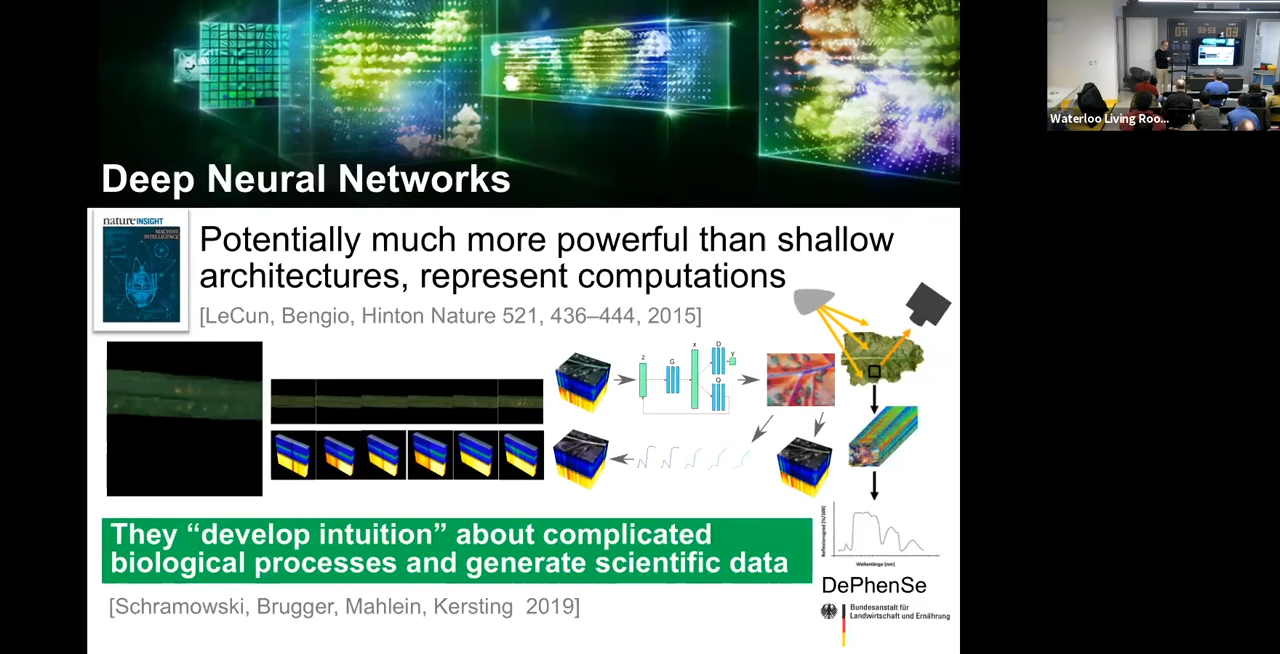 Deep Neural Networks
nature INSIGHT
MACHINE
INTELLIGENCE
Potentially much more powerful than shallow
architectures, represent computations
[LeCun, Bengio, Hinton Nature 521, 436–444, 2015]
z
G
x
D
y
Q
They “develop intuition” about complicated
biological processes and generate scientific data
[Schramowski, Brugger, Mahlein, Kersting 2019]
Wellenlänge [nm]
DePhenSe
Bundesanstalt für
Landwirtschaft und Ernährung
Waterloo Living Roo...